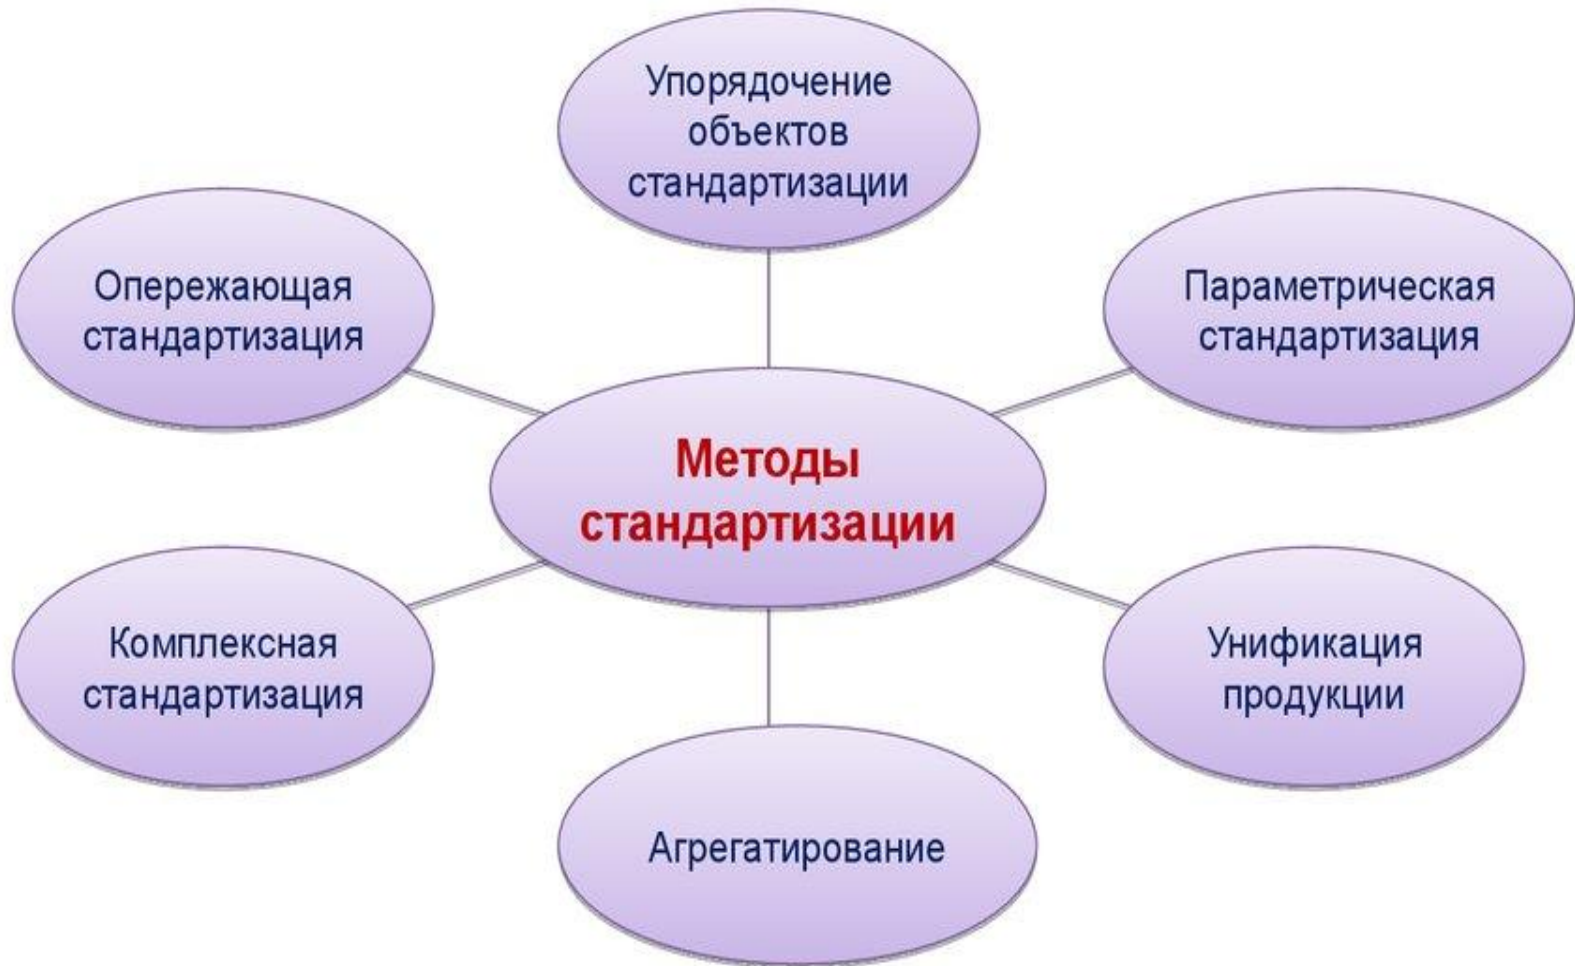 Упорядочение
объектов
стандартизации
Опережающая
стандартизация
Параметрическая
стандартизация
Методы
стандартизации
Комплексная
стандартизация
Унификация
продукции
Агрегатирование